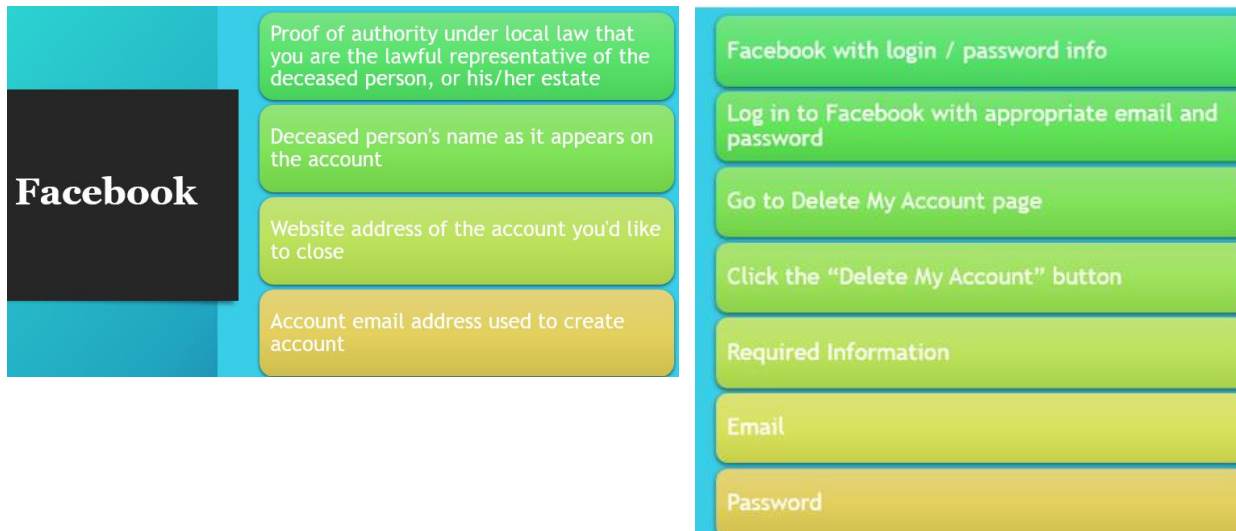 Facebook
Proof of authority under local law that
you are the lawful representative of the
deceased person, or his/her estate
Deceased person's name as it appears on
the account
Website address of the account you'd like
to close
Account email address used to create
account
Facebook with login / password info
Log in to Facebook with appropriate email and
password
Go to Delete My Account page
Click the “Delete My Account” button
Required Information
Email
Password